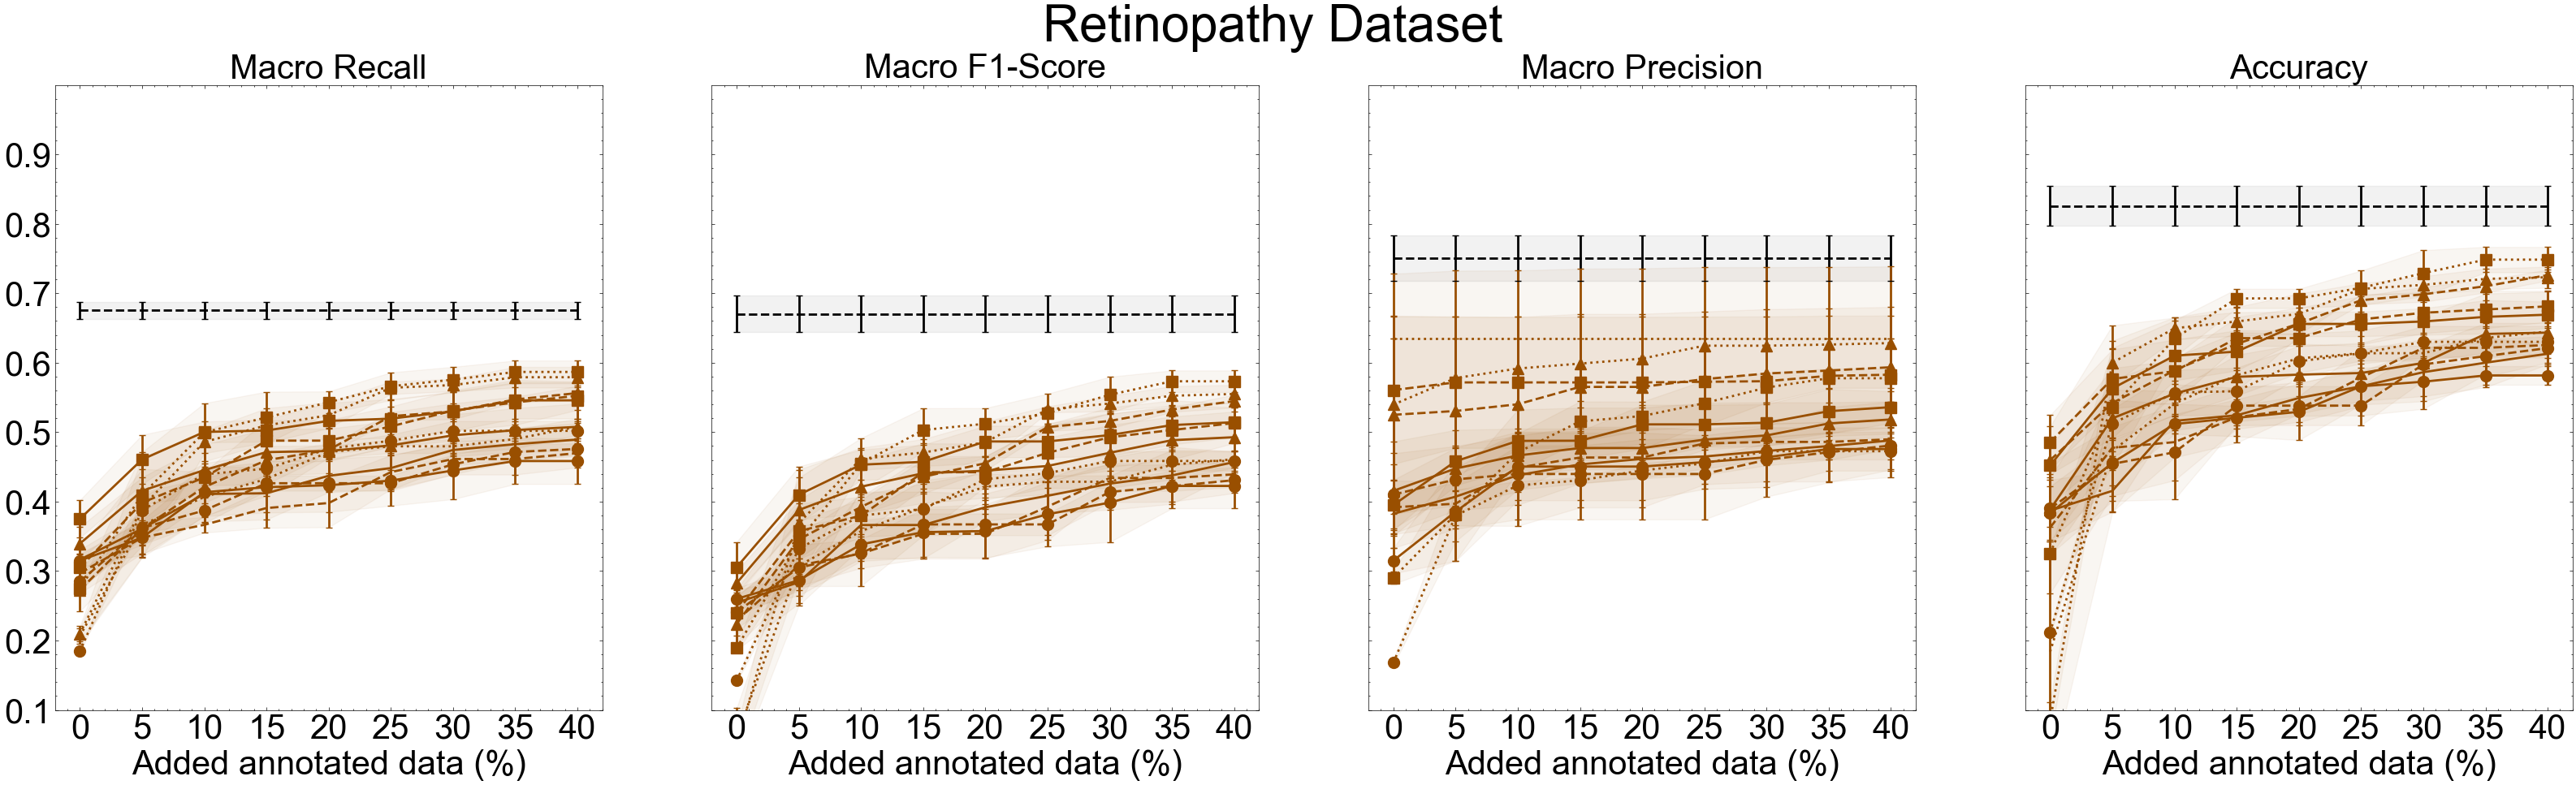 Retinopathy Dataset
Macro Recall
Macro F1-Score
Macro Precision
Accuracy
0.9
0.8
0.7
0.6
0.5
0.4
0.3
0.2
0.1
0 5 10 15 20 25 30 35 40
0 5 10 15 20 25 30 35 40
0 5 10 15 20 25 30 35 40
0 5 10 15 20 25 30 35 40
Added annotated data (%)
Added annotated data (%)
Added annotated data (%)
Added annotated data (%)